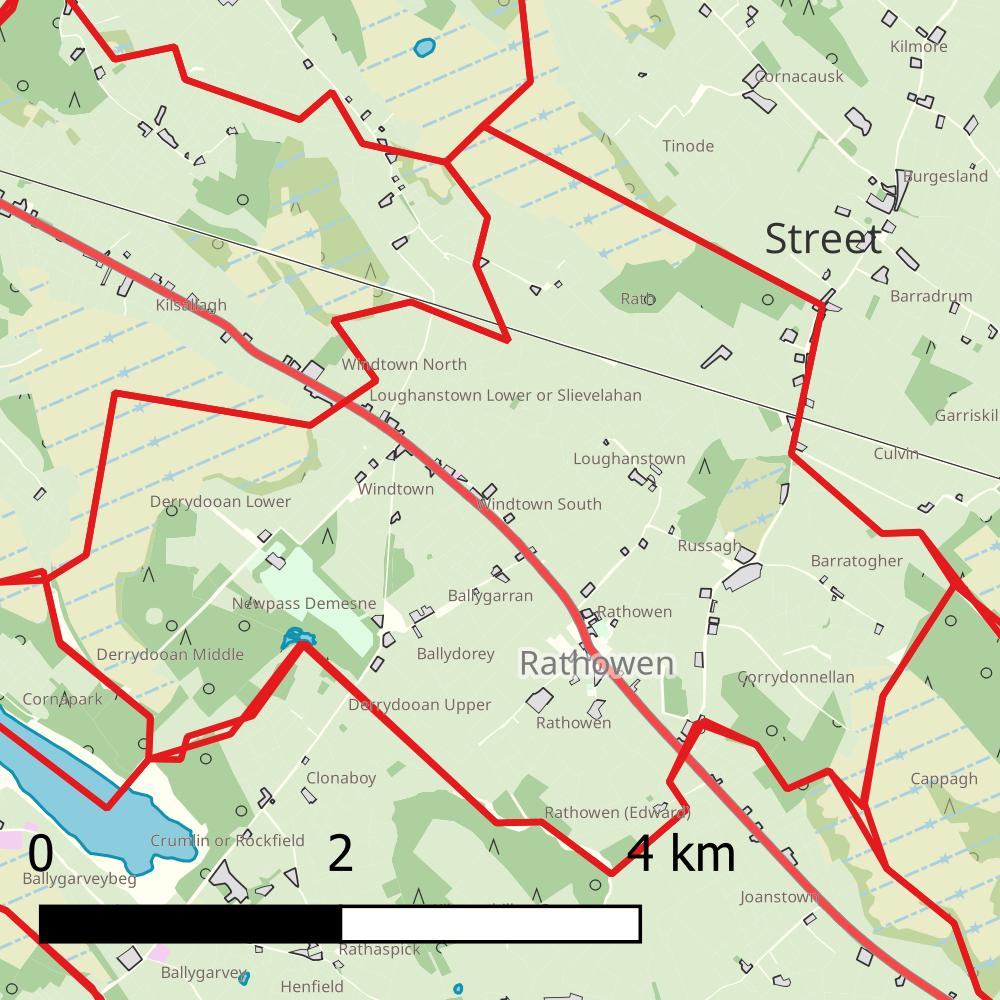 Kilmore
Cornacausk
Tinode
Burgesland
Street
Barradrum
Rath
Kilsallagh
Windtown North
Loughanstown Lower or Slievelahan
Garriskil
Culvin
Loughanstown
Windtown
Derrydooan Lower
Windtown South
Russagh
Barratogher
Ballygarran
Newpass Demesne
Rathowen
Derrydooan Middle
Ballydorey
Rathowen
Corrydonnellan
Cornapark
Derrydooan Upper
Rathowen
Clonaboy
Cappagh
Rathowen (Edward)
Crumlin or Rockfield
0 2 4 km
Ballygarveybeg
Joanstown
Rathaspick
Ballygarvey
Henfield